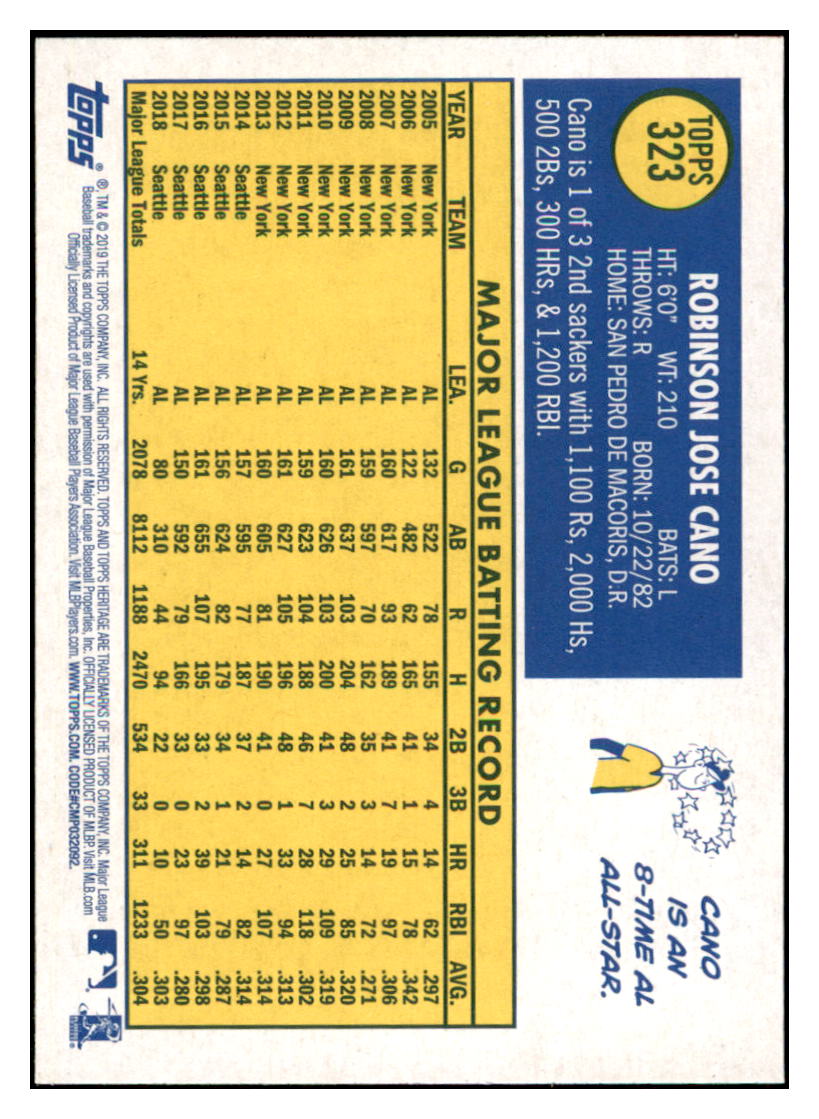 TOPPS
323
ROBINSON JOSE CANO
HT: 6'0" WT: 210 BATS: L
THROWS: R BORN: 10/22/82
HOME: SAN PEDRO DE MACORIS, D.R.
Cano is 1 of 3 2nd sackers with 1,100 Rs, 2,000 Hs,
500 2Bs, 300 HRs, & 1,200 RBI.
CANO
IS AN
8-TIME AL
ALL-STAR.
MAJOR LEAGUE BATTING RECORD
YEAR TEAM LEA. G AB R H 2B 3B HR RBI AVG.
2005 New York AL 132 522 78 155 34 4 14 62 .297
2006 New York AL 122 482 62 165 41 1 15 78 .342
2007 New York AL 160 617 93 189 41 7 19 97 .306
2008 New York AL 159 597 70 162 35 3 14 72 .271
2009 New York AL 161 637 103 204 48 2 25 85 .320
2010 New York AL 160 626 103 200 41 3 29 109 .319
2011 New York AL 159 623 104 188 46 7 28 118 .302
2012 New York AL 161 627 105 196 48 1 33 94 .313
2013 New York AL 160 605 81 190 41 0 27 107 .314
2014 Seattle AL 157 595 77 187 37 2 14 82 .314
2015 Seattle AL 156 624 82 179 34 1 21 79 .287
2016 Seattle AL 161 655 107 195 33 2 39 103 .298
2017 Seattle AL 150 592 79 166 33 0 23 97 .280
2018 Seattle AL 80 310 44 94 22 0 10 50 .303
Major League Totals 14 Yrs. 2078 8112 1188 2470 534 33 311 1233 .304
topps®
®, TM & © 2019 THE TOPPS COMPANY, INC. ALL RIGHTS RESERVED. TOPPS AND TOPPS HERITAGE ARE TRADEMARKS OF THE TOPPS COMPANY, INC. Major League
Baseball trademarks and copyrights are used with permission of Major League Baseball Properties, Inc. OFFICIALLY LICENSED PRODUCT OF MLBP. Visit MLB.com
Officially Licensed Product of Major League Baseball Players Association. Visit MLBPlayers.com. WWW.TOPPS.COM. CODE#CMP032092.